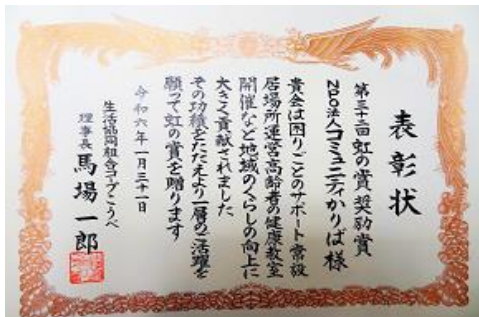 表彰状
第三十二回 虹の賞 奨励賞
NPO法人コミュニティかりば様
貴会は困りごとのサポート常設
居場所運営高齢者の健康教室
開催など地域のくらしの向上に
大きく貢献されました
その功績をたたえより一層のご活躍を
願って虹の賞を贈ります
令和六年一月三十一日
生活協同組合コープこうべ
理事長 馬場一郎